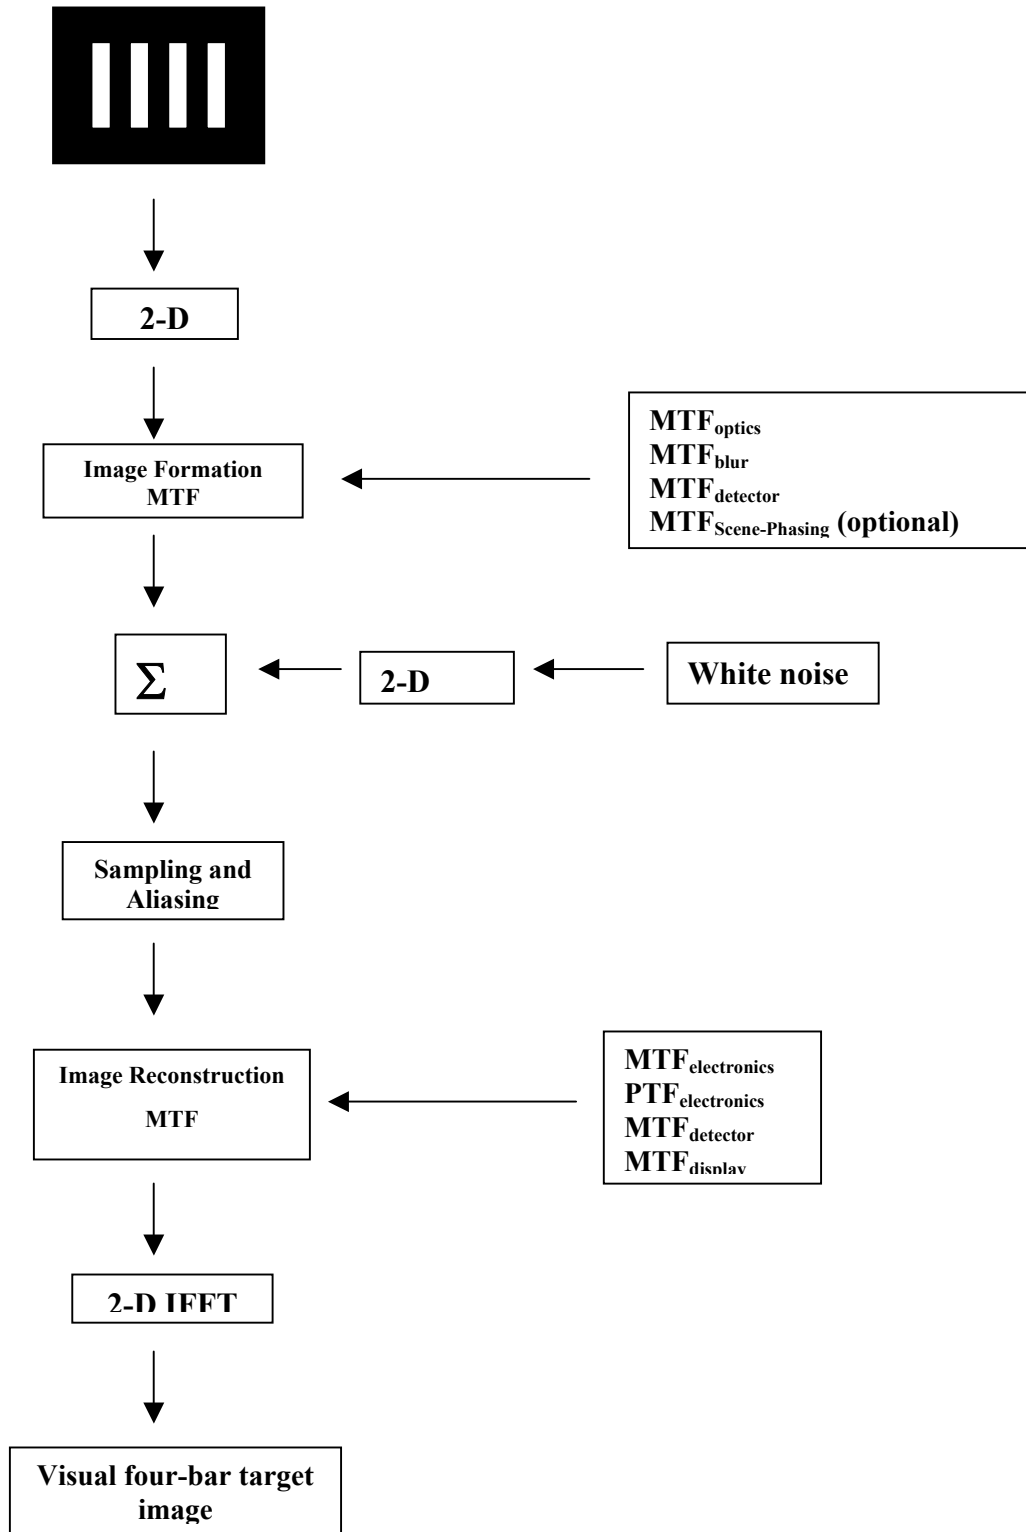 2-D
Image Formation
MTF
MTFoptics
MTFblur
MTFdetector
MTFScene-Phasing (optional)
Σ
2-D
White noise
Sampling and
Aliasing
Image Reconstruction
MTF
MTFelectronics
PTFelectronics
MTFdetector
MTFdisplay
2-D IFFT
Visual four-bar target
image